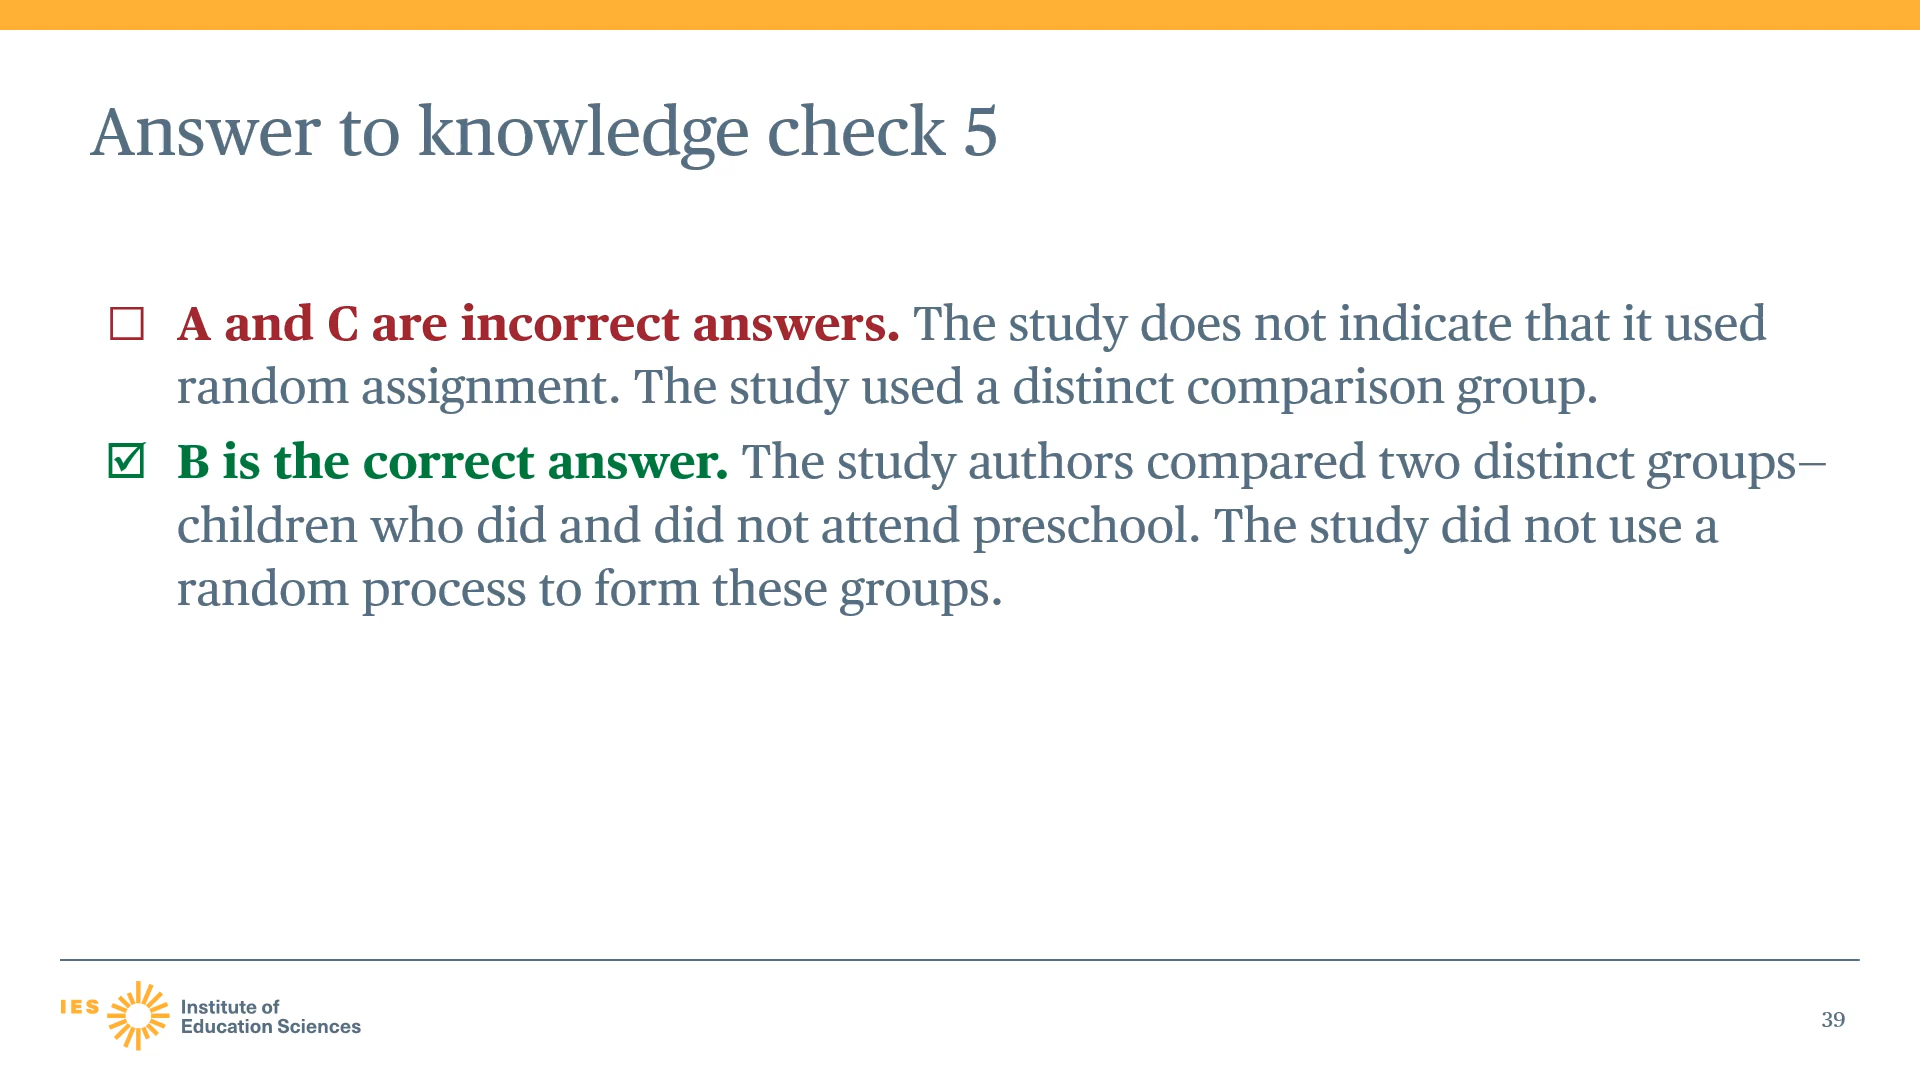 Answer to knowledge check 5
☐ A and C are incorrect answers. The study does not indicate that it used
random assignment. The study used a distinct comparison group.
☑ B is the correct answer. The study authors compared two distinct groups—
children who did and did not attend preschool. The study did not use a
random process to form these groups.
IES
Institute of
Education Sciences
39